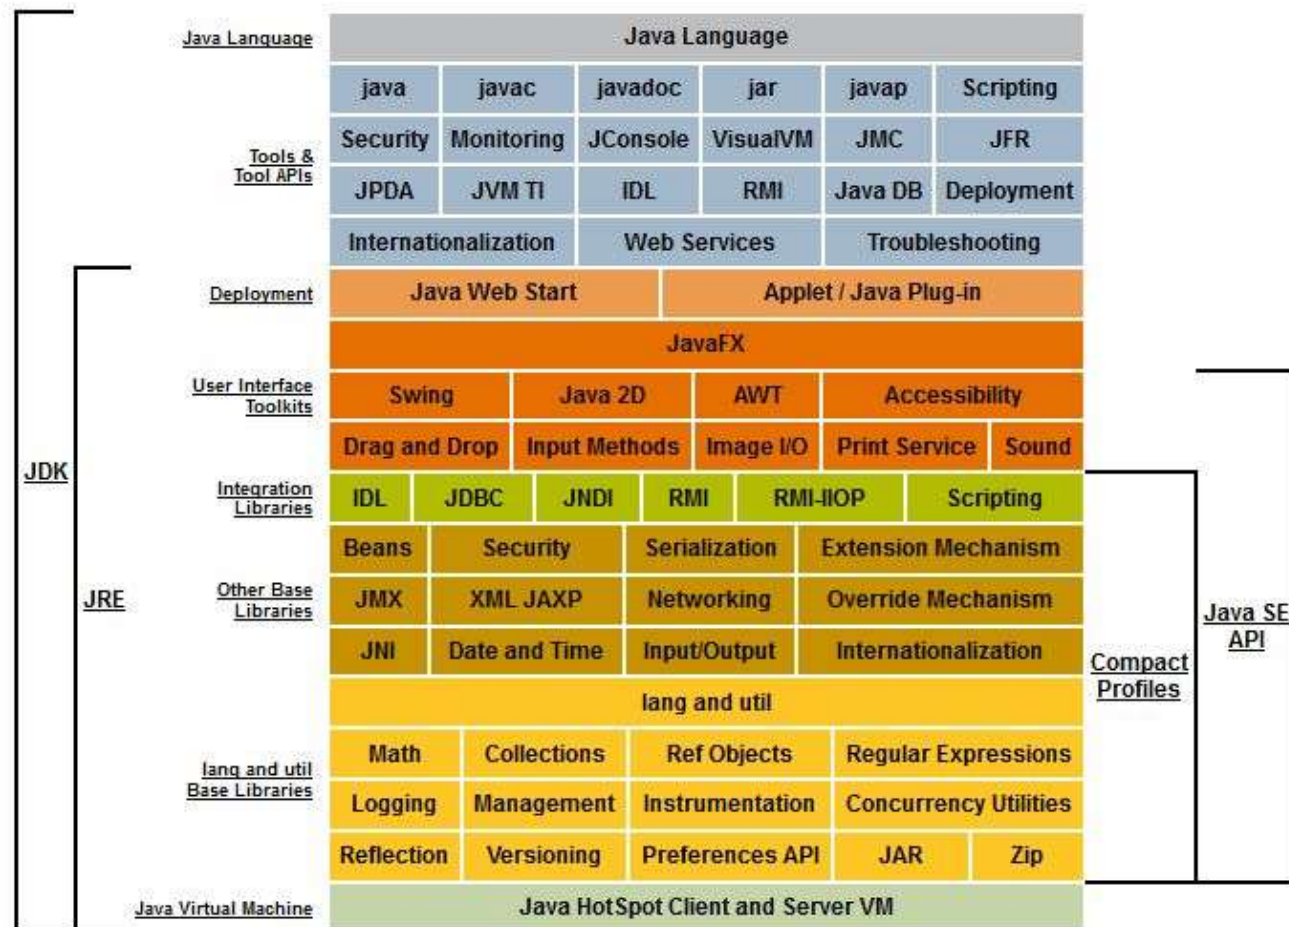 Java Language
Java Language
java javac javadoc jar javap Scripting
Security Monitoring JConsole VisualVM JMC JFR
Tools &
Tool APIs
JPDA JVM TI IDL RMI Java DB Deployment
Internationalization Web Services Troubleshooting
Deployment
Java Web Start Applet / Java Plug-in
JavaFX
User Interface
Toolkits
Swing Java 2D AWT Accessibility
Drag and Drop Input Methods Image I/O Print Service Sound
JDK
Integration
Libraries
IDL JDBC JNDI RMI RMI-IIOP Scripting
Beans Security Serialization Extension Mechanism
JRE
Other Base
Libraries
JMX XML JAXP Networking Override Mechanism
Java SE
API
JNI Date and Time Input/Output Internationalization
Compact
Profiles
lang and util
Math Collections Ref Objects Regular Expressions
lang and util
Base Libraries
Logging Management Instrumentation Concurrency Utilities
Reflection Versioning Preferences API JAR Zip
Java Virtual Machine
Java HotSpot Client and Server VM